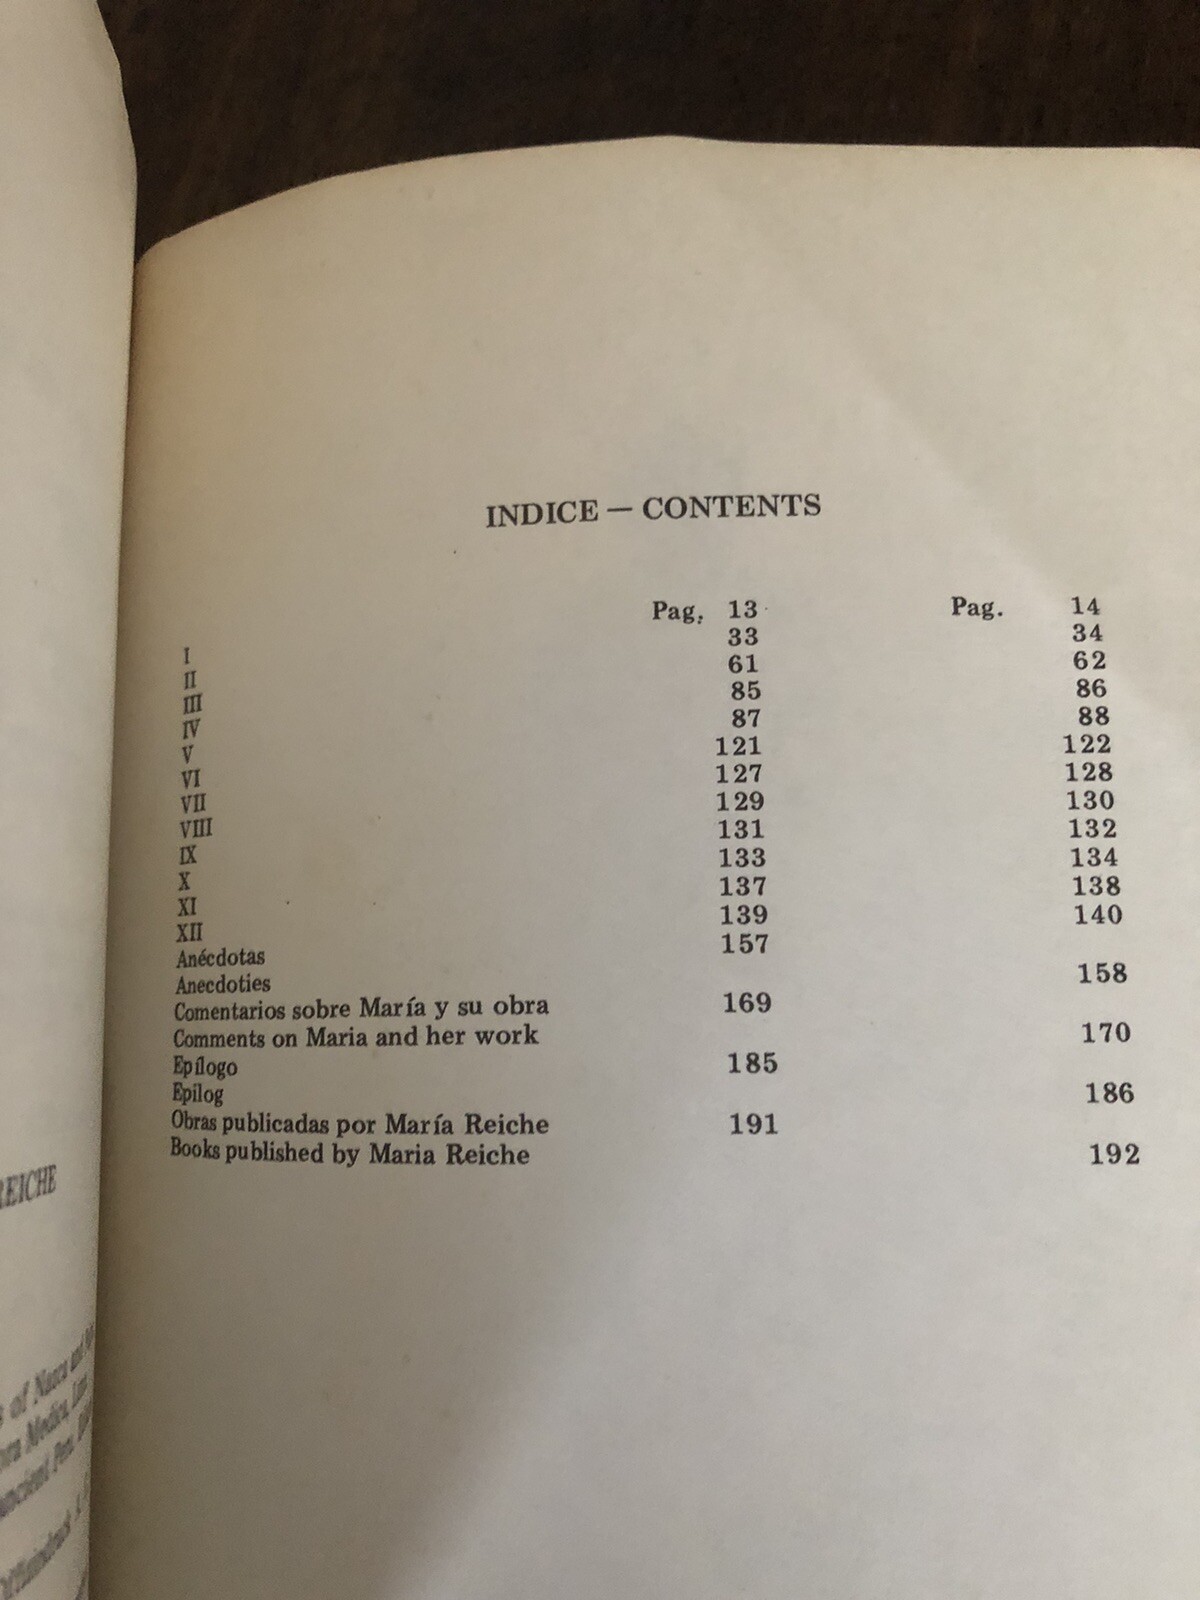 INDICE — CONTENTS
I Pag. 13 Pag. 14
II 33 34
III 61 62
IV 85 86
V 87 88
VI 121 122
VII 127 128
VIII 129 130
IX 131 132
X 133 134
XI 137 138
XII 139 140
Anécdotas 157
Anecdoties 158
Comentarios sobre María y su obra 169
Comments on Maria and her work 170
Epílogo 185
Epilog 186
Obras publicadas por María Reiche 191
Books published by Maria Reiche 192
REICHE
of Nazca and